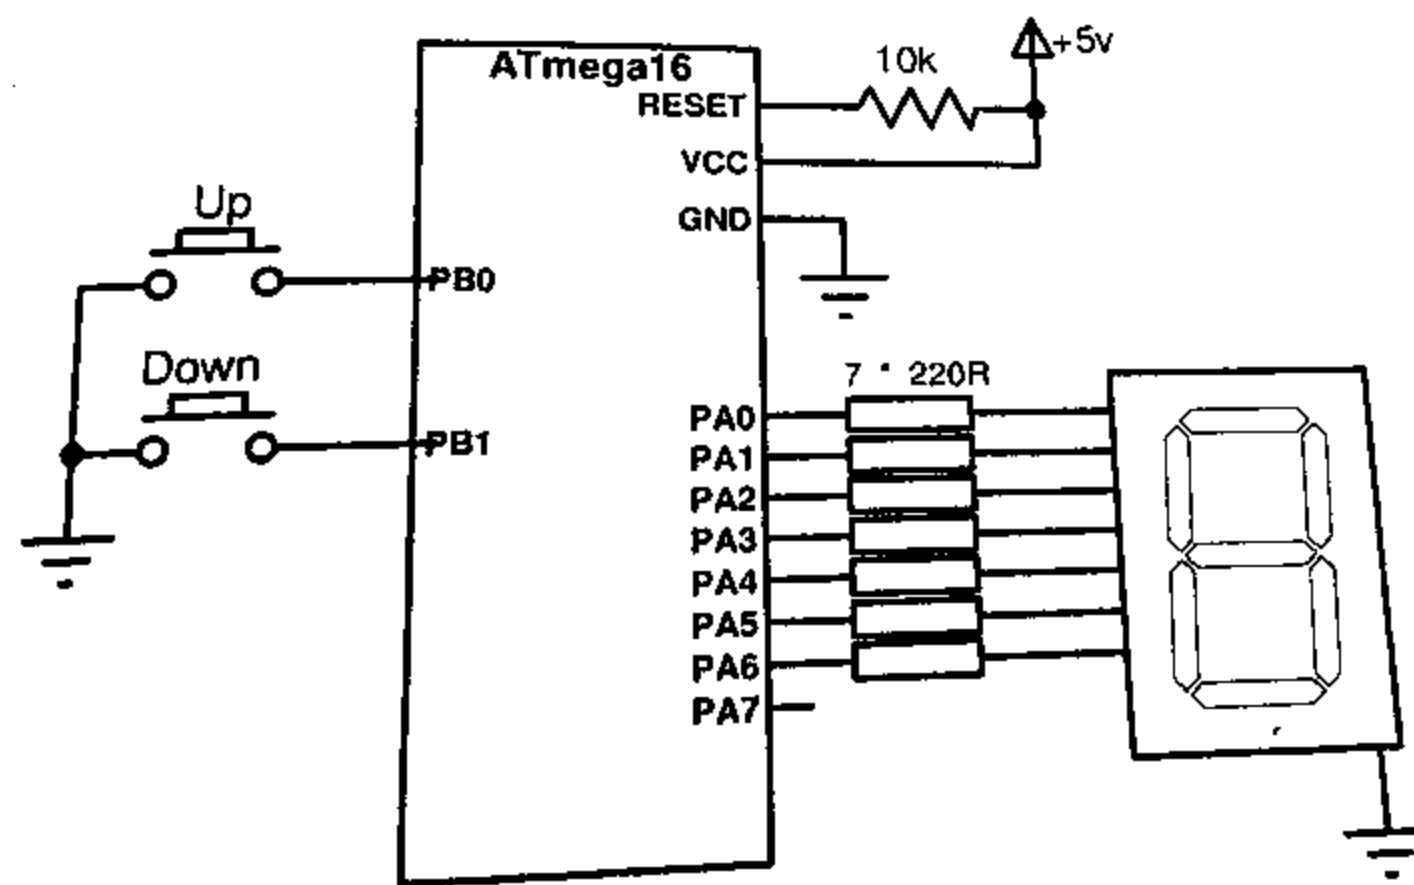 ATmega16
10k
+5v
RESET
VCC
Up
GND
PB0
Down
7 * 220R
PA0
PB1
PA1
PA2
PA3
PA4
PA5
PA6
PA7